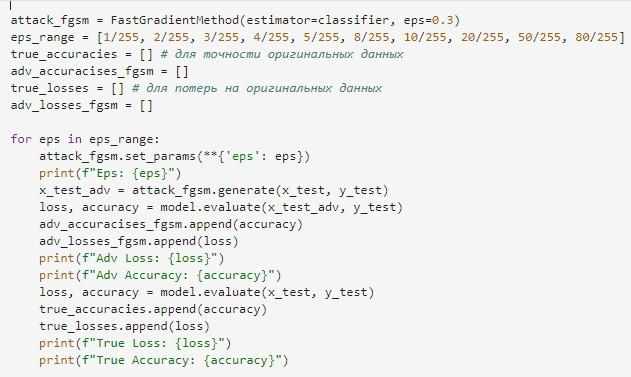 attack_fgsm = FastGradientMethod(estimator=classifier, eps=0.3)
eps_range = [1/255, 2/255, 3/255, 4/255, 5/255, 8/255, 10/255, 20/255, 50/255, 80/255]
true_accuracies = [] # для точности оригинальных данных
adv_accuracises_fgsm = []
true_losses = [] # для потерь на оригинальных данных
adv_losses_fgsm = []

for eps in eps_range:
    attack_fgsm.set_params(**{'eps': eps})
    print(f"Eps: {eps}")
    x_test_adv = attack_fgsm.generate(x_test, y_test)
    loss, accuracy = model.evaluate(x_test_adv, y_test)
    adv_accuracises_fgsm.append(accuracy)
    adv_losses_fgsm.append(loss)
    print(f"Adv Loss: {loss}")
    print(f"Adv Accuracy: {accuracy}")
    loss, accuracy = model.evaluate(x_test, y_test)
    true_accuracies.append(accuracy)
    true_losses.append(loss)
    print(f"True Loss: {loss}")
    print(f"True Accuracy: {accuracy}")